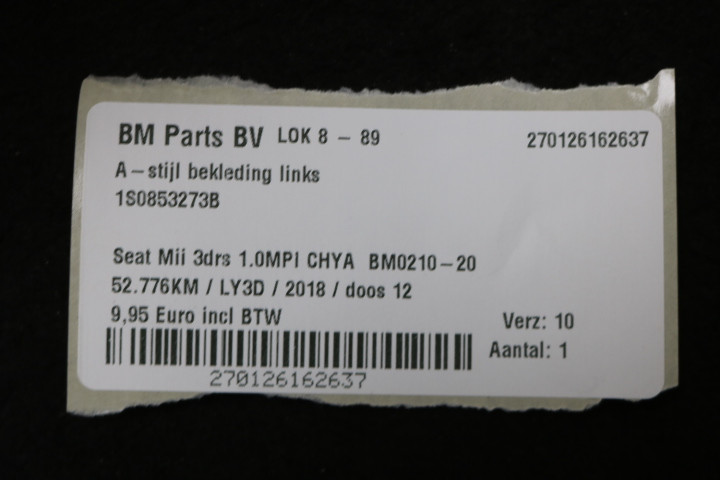 BM Parts BV LOK 8 - 89 270126162637
A-stijl bekleding links
1S0853273B
Seat Mii 3drs 1.0MPI CHYA BM0210-20
52.776KM / LY3D / 2018 / doos 12
9,95 Euro incl BTW
Verz: 10
Aantal: 1
270126162637